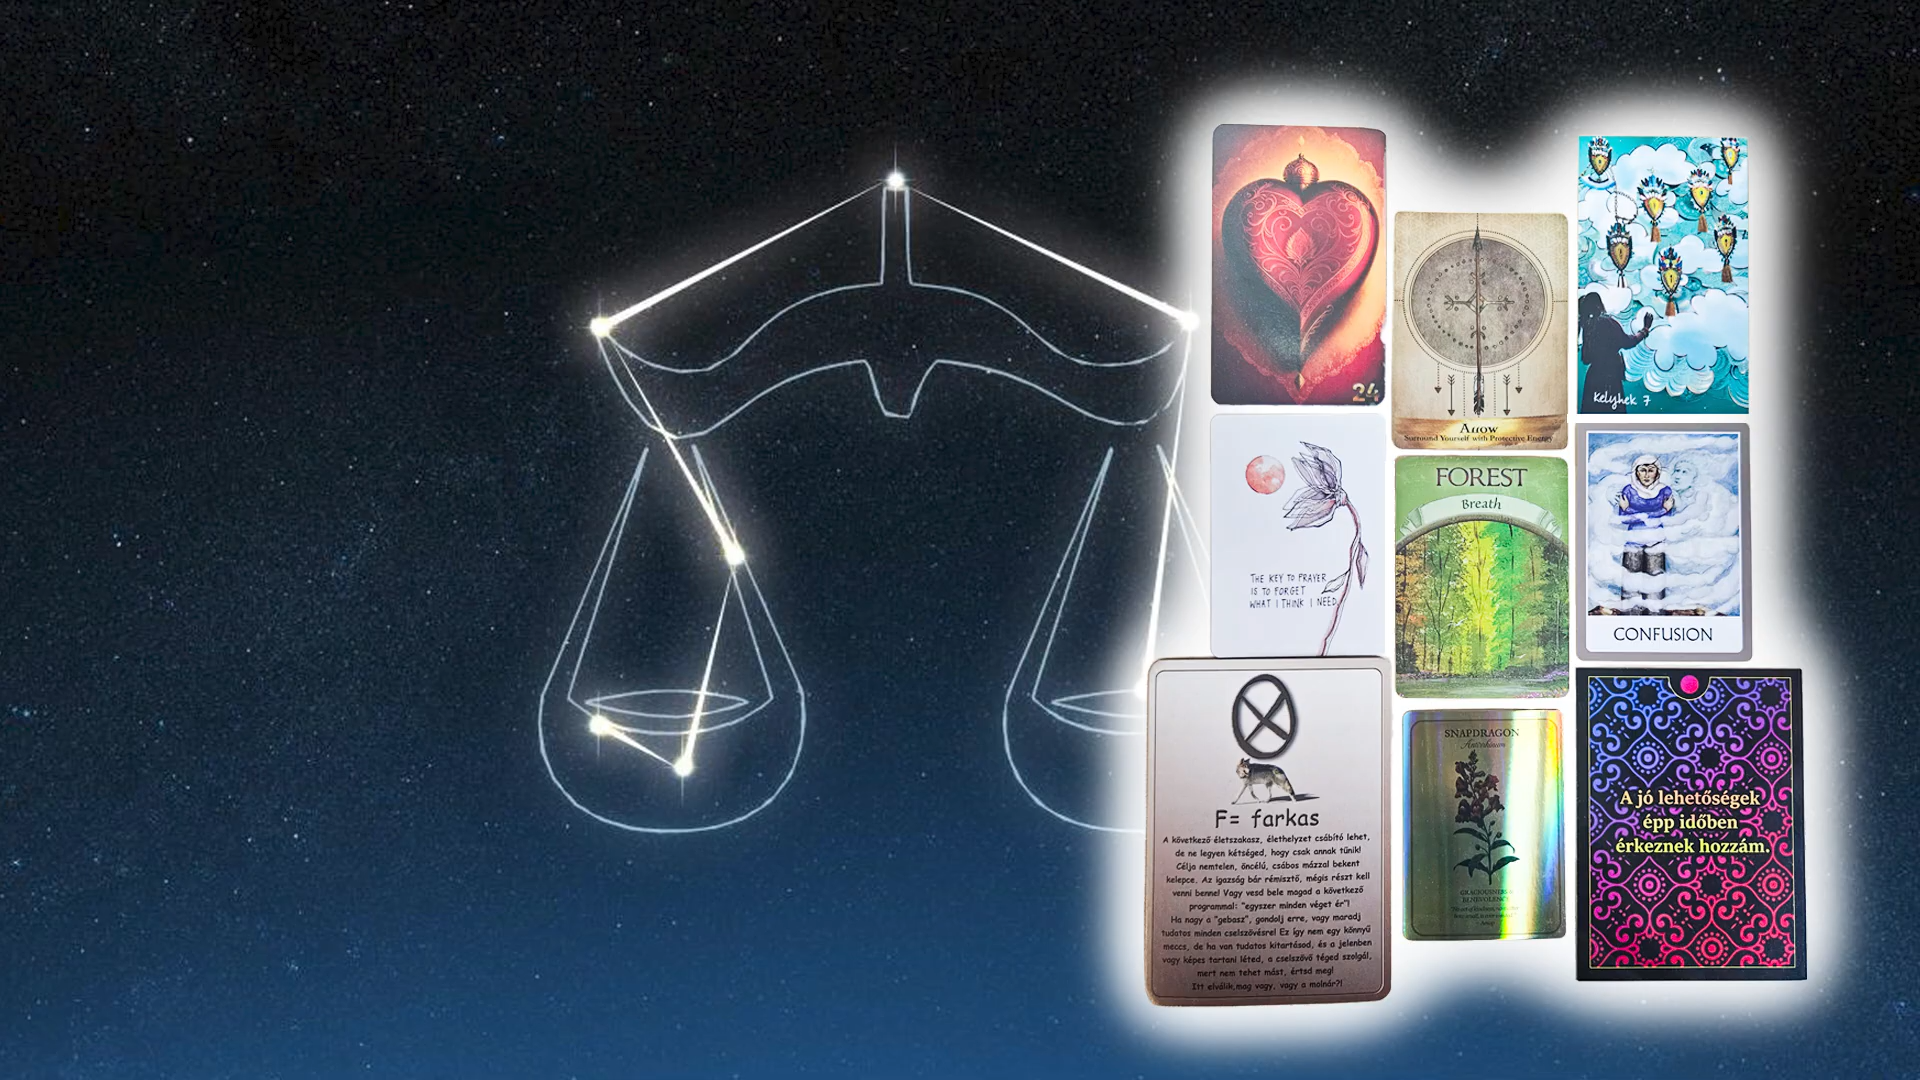 24
Arrow
Surround Yourself with Protective Energy
Kelyhek 7
THE KEY TO PRAYER
IS TO FORGET
WHAT I THINK I NEED
FOREST
Breath
CONFUSION
F= farkas
A következő életszakasz, élethelyzet csábító lehet,
de ne legyen kétséged, hogy csak annak tűnik!
Célja nemtelen, öncélú, csábos mázzal bekent
kelepce. Az igazság bár rémisztő, mégis részt kell
venni benne! Vagy vesd bele magad a következő
programmal: "egyszer minden véget ér"!
Ha nagy a "gebasz", gondolj erre, vagy maradj
tudatos minden cselszövésre! Ez így nem egy könnyű
meccs, de ha van tudatos kitartásod, és a jelenben
vagy képes tartani léted, a cselszövő téged szolgál,
mert nem tehet mást, értsd meg!
Itt elválik,mag vagy, vagy a molnár?!
SNAPDRAGON
Antirrhinum
GRACIOUSNESS &
BENEVOLENCE
A jó lehetőségek
épp időben
érkeznek hozzám.